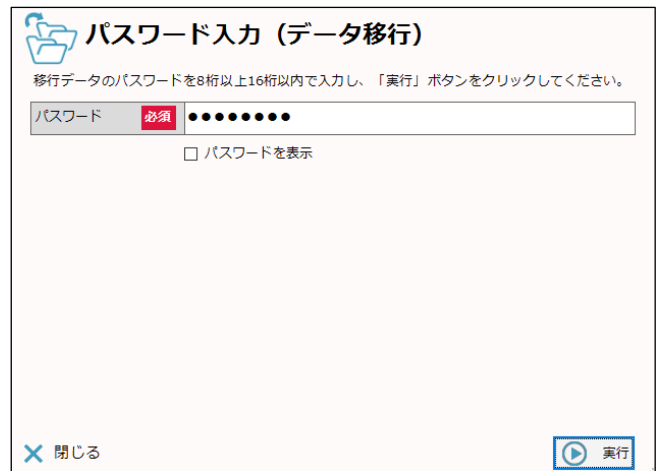 パスワード入力（データ移行）
移行データのパスワードを8桁以上16桁以内で入力し、「実行」ボタンをクリックしてください。
パスワード 必須 ●●●●●●●●
パスワードを表示
閉じる 実行